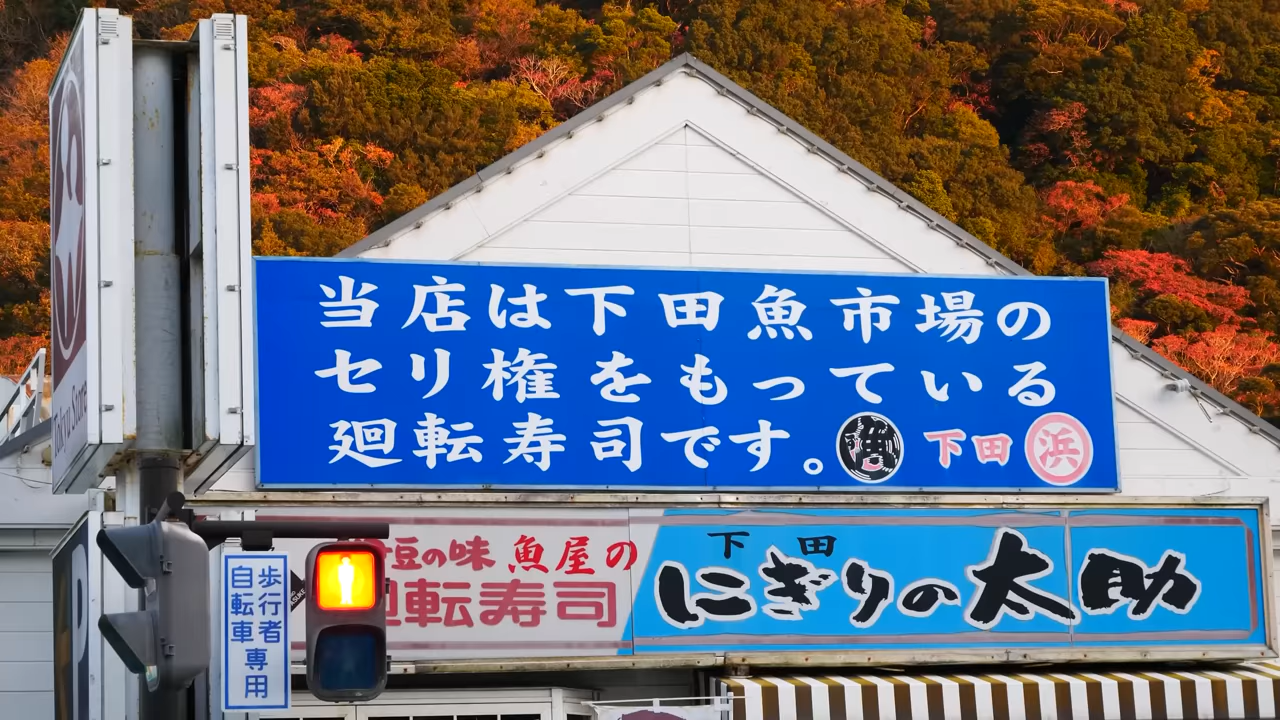 当店は下田魚市場の
セリ権をもっている
廻転寿司です。
下田 浜
豆の味 魚屋の
転寿司
下田
にぎりの太助
歩行者
自転車
専用
Tokyu Store
P